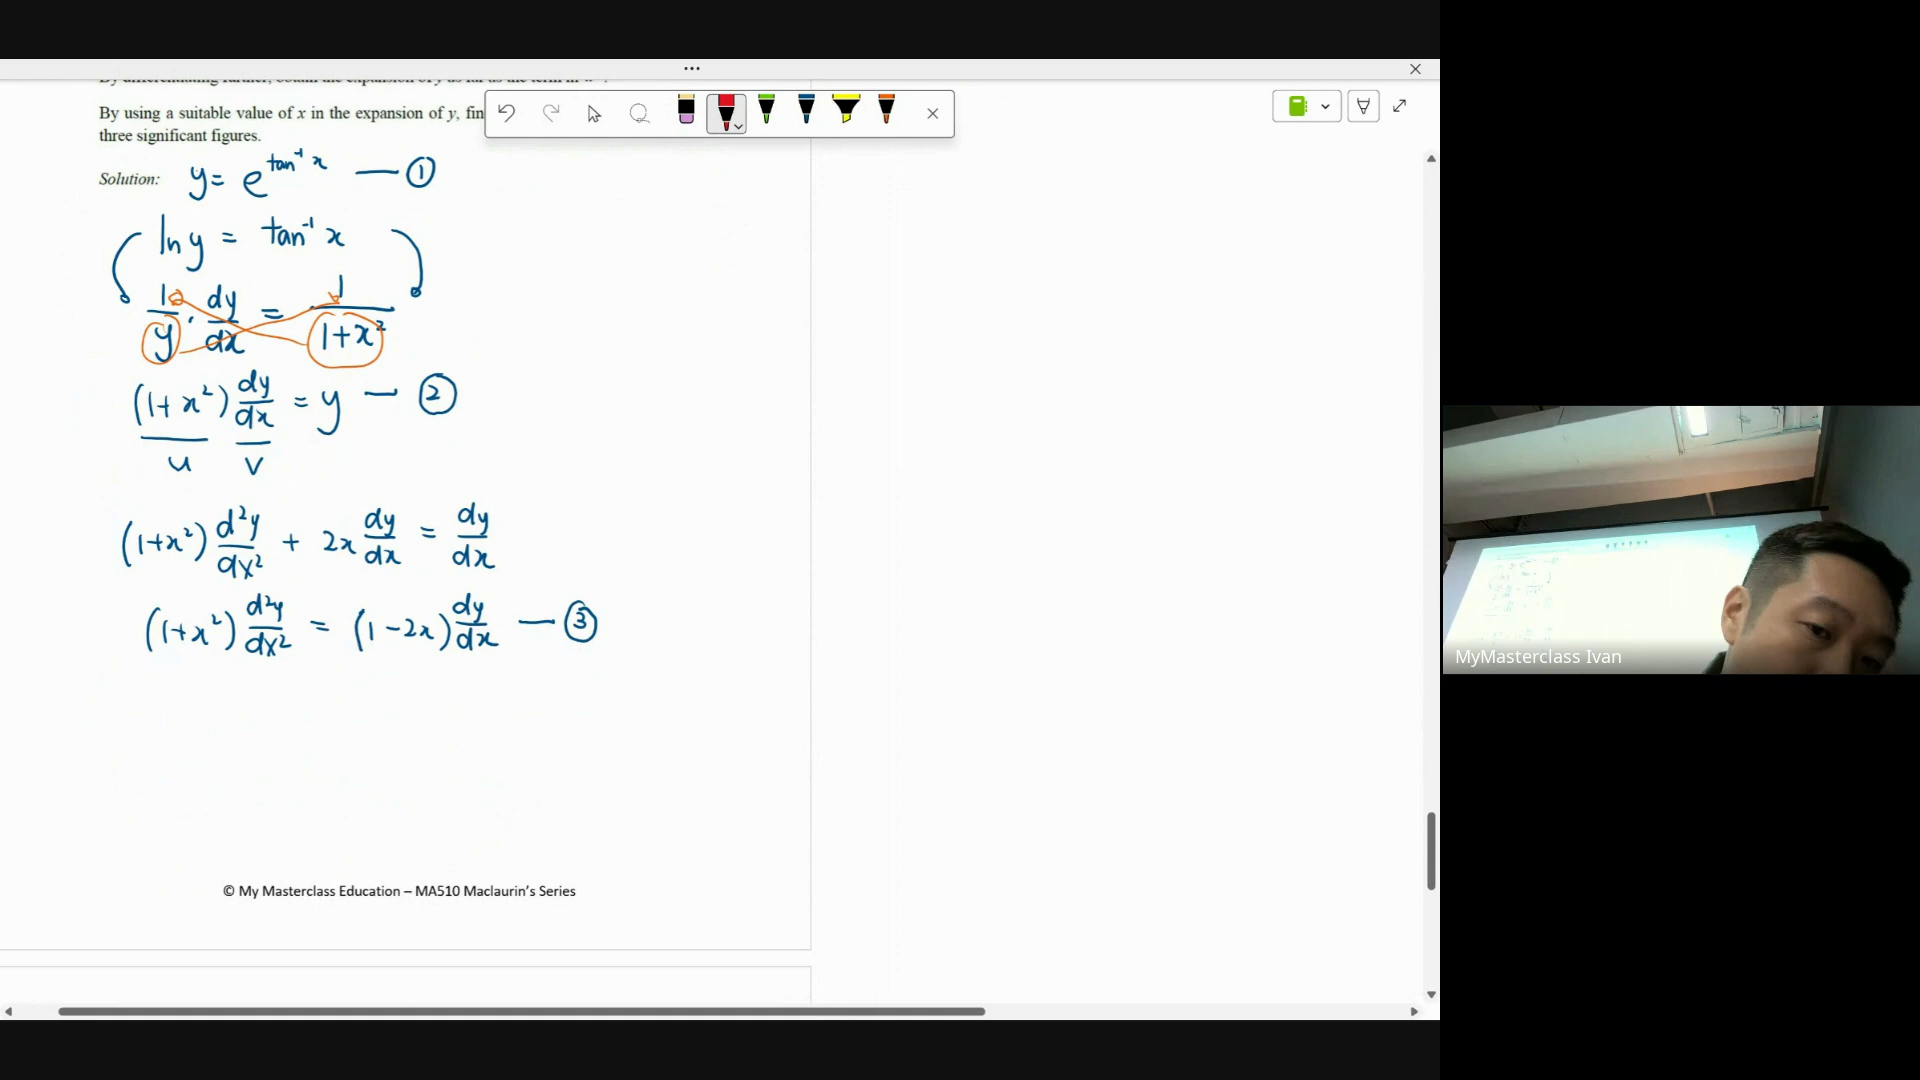 By using a suitable value of x in the expansion of y, fin
three significant figures.
Solution: y = e^{tan^{-1} x} — ①
ln y = tan^{-1} x
1/y · dy/dx = 1/(1+x²)
(1+x²) dy/dx = y — ②
u v
(1+x²) d²y/dx² + 2x dy/dx = dy/dx
(1+x²) d²y/dx² = (1-2x) dy/dx — ③
© My Masterclass Education – MA510 Maclaurin's Series
MyMasterclass Ivan